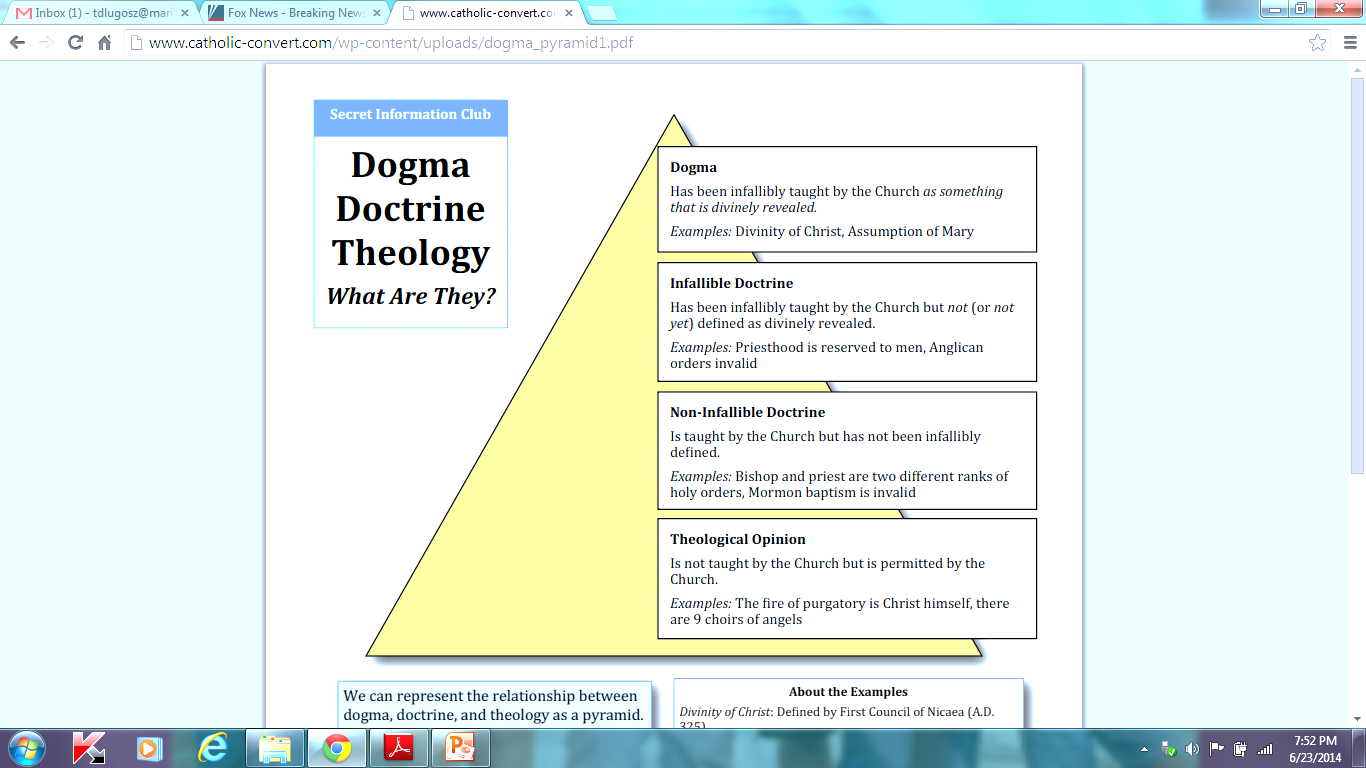 Inbox (1) - tdlugosz@mari
Fox News - Breaking News
www.catholic-convert.co
www.catholic-convert.com/wp-content/uploads/dogma_pyramid1.pdf
Secret Information Club
Dogma
Doctrine
Theology
What Are They?
Dogma
Has been infallibly taught by the Church as something
that is divinely revealed.
Examples: Divinity of Christ, Assumption of Mary
Infallible Doctrine
Has been infallibly taught by the Church but not (or not
yet) defined as divinely revealed.
Examples: Priesthood is reserved to men, Anglican
orders invalid
Non-Infallible Doctrine
Is taught by the Church but has not been infallibly
defined.
Examples: Bishop and priest are two different ranks of
holy orders, Mormon baptism is invalid
Theological Opinion
Is not taught by the Church but is permitted by the
Church.
Examples: The fire of purgatory is Christ himself, there
are 9 choirs of angels
We can represent the relationship between
dogma, doctrine, and theology as a pyramid.
About the Examples
Divinity of Christ: Defined by First Council of Nicaea (A.D.
325)
7:52 PM
6/23/2014